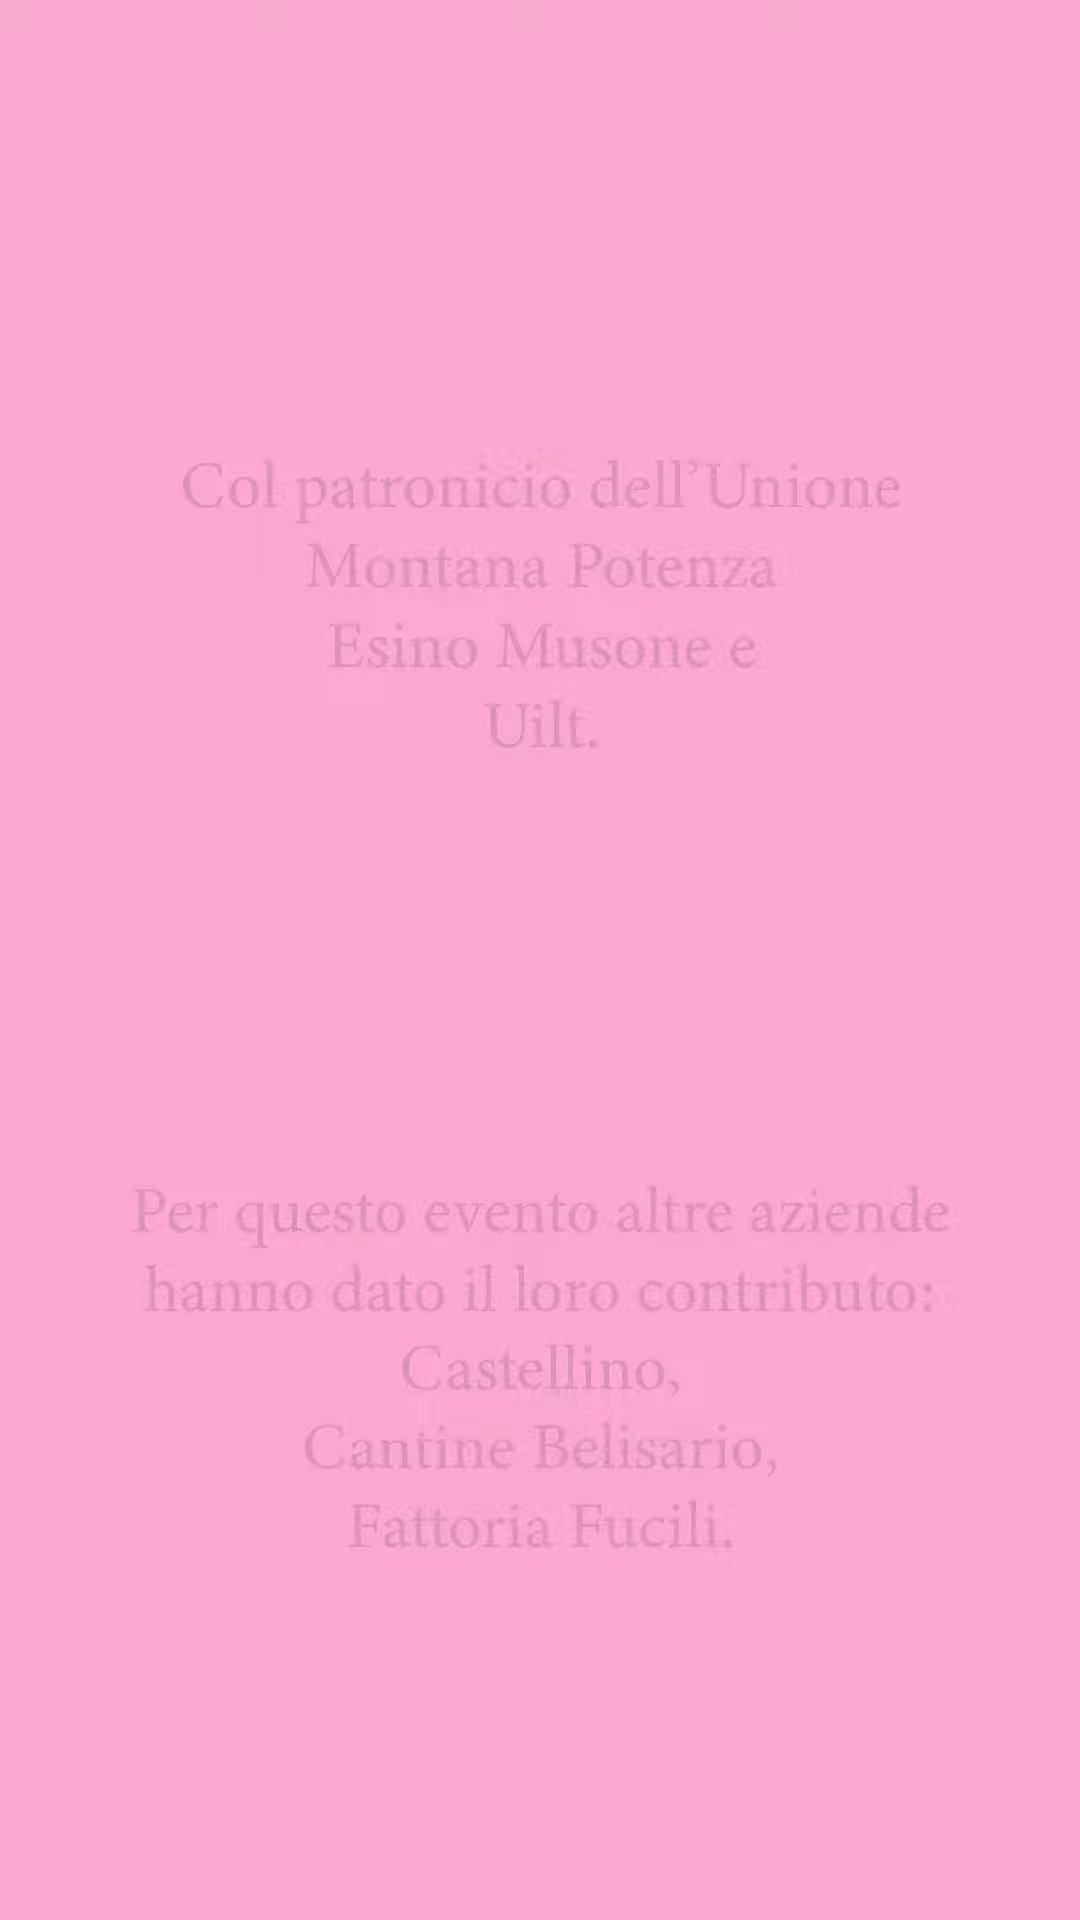 Col patronicio dell’Unione
Montana Potenza
Esino Musone e
Uilt.
Per questo evento altre aziende
hanno dato il loro contributo:
Castellino,
Cantine Belisario,
Fattoria Fucili.